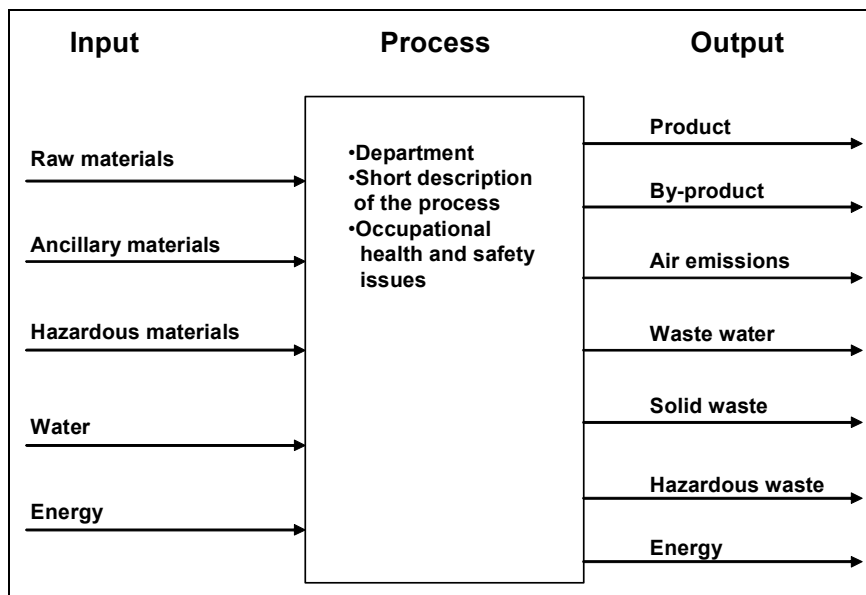 Input
Process
Output
Raw materials
Ancillary materials
Hazardous materials
Water
Energy
•Department
•Short description
of the process
•Occupational
health and safety
issues
Product
By-product
Air emissions
Waste water
Solid waste
Hazardous waste
Energy